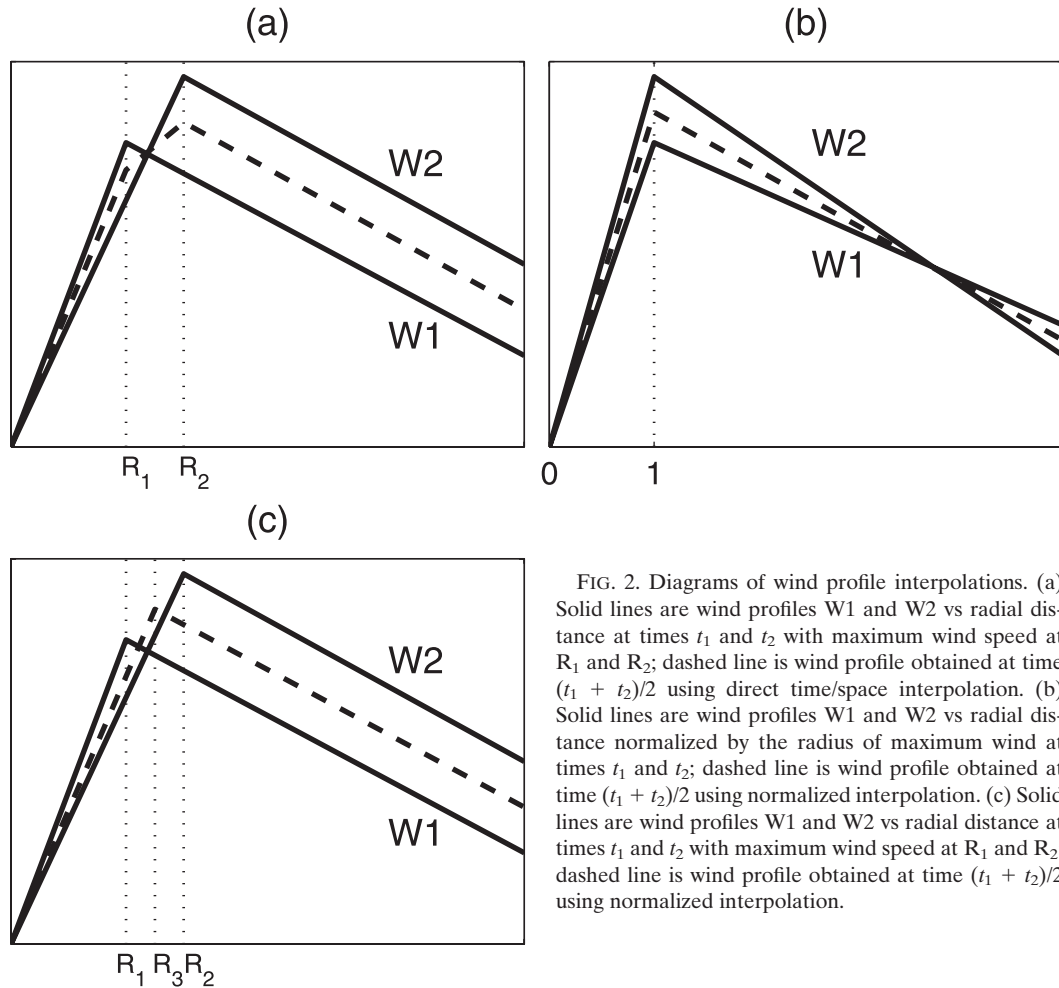 (a)
W2
W1
R1 R2
(b)
W2
W1
0 1
(c)
W2
W1
R1 R3 R2
FIG. 2. Diagrams of wind profile interpolations. (a)
Solid lines are wind profiles W1 and W2 vs radial dis-
tance at times t1 and t2 with maximum wind speed at
R1 and R2; dashed line is wind profile obtained at time
(t1 + t2)/2 using direct time/space interpolation. (b)
Solid lines are wind profiles W1 and W2 vs radial dis-
tance normalized by the radius of maximum wind at
times t1 and t2; dashed line is wind profile obtained at
time (t1 + t2)/2 using normalized interpolation. (c) Solid
lines are wind profiles W1 and W2 vs radial distance at
times t1 and t2 with maximum wind speed at R1 and R2
dashed line is wind profile obtained at time (t1 + t2)/2
using normalized interpolation.